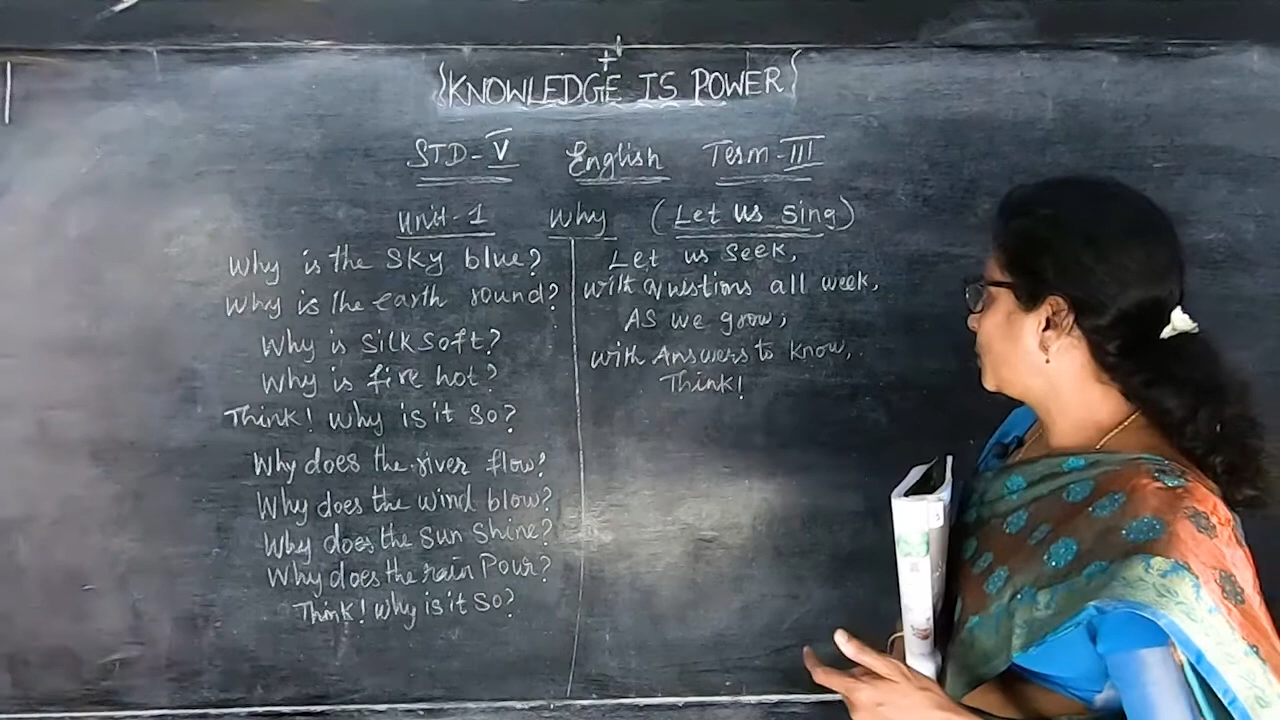 {KNOWLEDGE IS POWER}
STD-V English Term-III
Unit-1 Why (Let us Sing)
Why is the Sky blue?
Why is the earth round?
Why is Silk Soft?
Why is fire hot?
Think! Why is it So?
Why does the river flow?
Why does the wind blow?
Why does the Sun Shine?
Why does the rain Pour?
Think! Why is it So?
Let us Seek,
with Questions all week,
AS we grow;
with Answers to know,
Think!